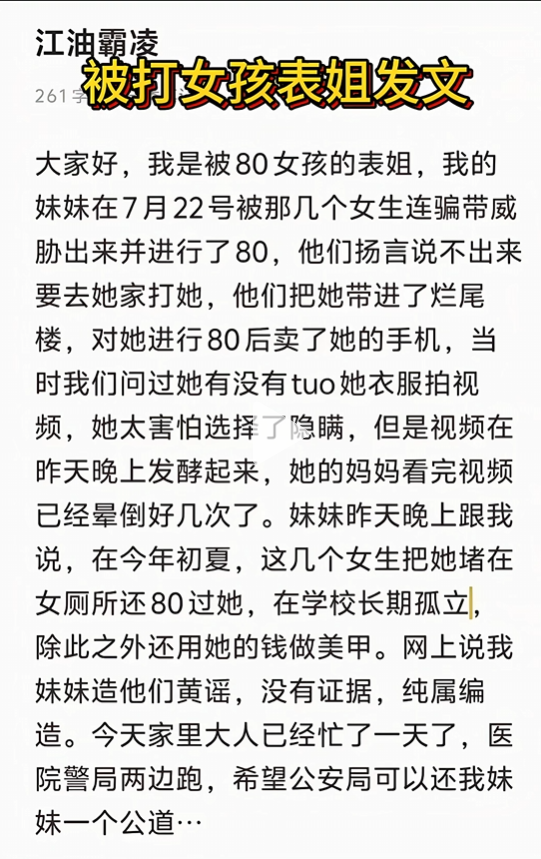 江油霸凌
被打女孩表姐发文
261字
大家好，我是被80女孩的表姐，我的
妹妹在7月22号被那几个女生连骗带威
胁出来并进行了80，他们扬言说不出来
要去她家打她，他们把她带进了烂尾
楼，对她进行80后卖了她的手机，当
时我们问过她有没有tuo她衣服拍视
频，她太害怕选择了隐瞒，但是视频在
昨天晚上发酵起来，她的妈妈看完视频
已经晕倒好几次了。妹妹昨天晚上跟我
说，在今年初夏，这几个女生把她堵在
女厕所还80过她，在学校长期孤立，
除此之外还用她的钱做美甲。网上说我
妹妹造他们黄谣，没有证据，纯属编
造。今天家里大人已经忙了一天了，医
院警局两边跑，希望公安局可以还我妹
妹一个公道…